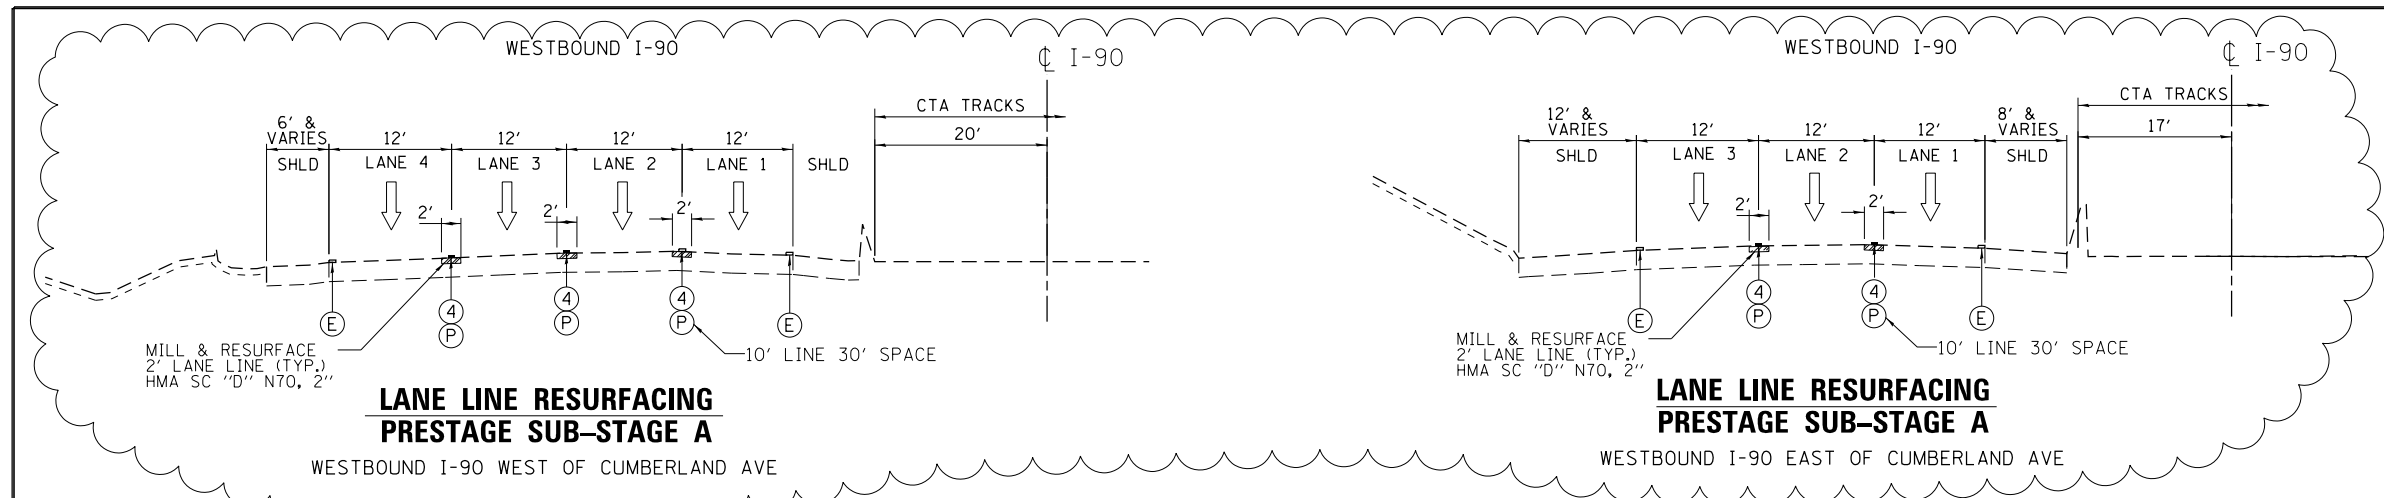 WESTBOUND I-90
℄ I-90
CTA TRACKS
20'
6' &
VARIES
12'
12'
12'
12'
SHLD
LANE 4
LANE 3
LANE 2
LANE 1
SHLD
2'
2'
2'
E
4
P
4
P
4
P
E
MILL & RESURFACE
2' LANE LINE (TYP.)
HMA SC "D" N70, 2"
10' LINE 30' SPACE
LANE LINE RESURFACING
PRESTAGE SUB-STAGE A
WESTBOUND I-90 WEST OF CUMBERLAND AVE
WESTBOUND I-90
℄ I-90
CTA TRACKS
17'
12' &
VARIES
12'
12'
12'
8' &
VARIES
SHLD
LANE 3
LANE 2
LANE 1
SHLD
2'
2'
E
4
P
4
P
E
MILL & RESURFACE
2' LANE LINE (TYP.)
HMA SC "D" N70, 2"
10' LINE 30' SPACE
LANE LINE RESURFACING
PRESTAGE SUB-STAGE A
WESTBOUND I-90 EAST OF CUMBERLAND AVE